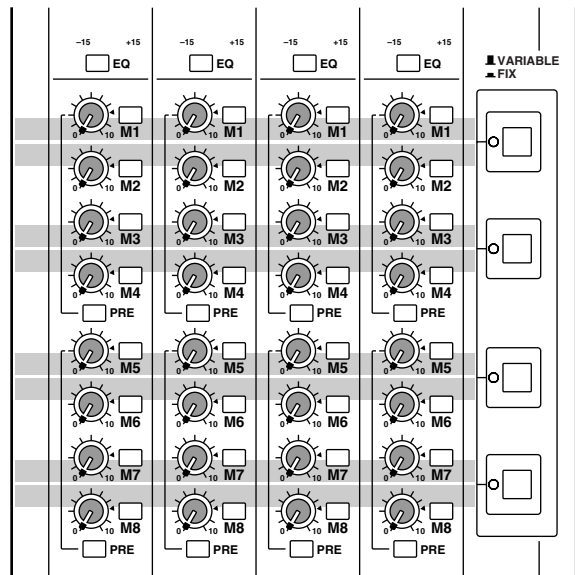 –15 +15 –15 +15 –15 +15 –15 +15
EQ EQ EQ EQ
VARIABLE
FIX
0 10 M1 0 10 M1 0 10 M1 0 10 M1
0 10 M2 0 10 M2 0 10 M2 0 10 M2
0 10 M3 0 10 M3 0 10 M3 0 10 M3
0 10 M4 0 10 M4 0 10 M4 0 10 M4
PRE PRE PRE PRE
0 10 M5 0 10 M5 0 10 M5 0 10 M5
0 10 M6 0 10 M6 0 10 M6 0 10 M6
0 10 M7 0 10 M7 0 10 M7 0 10 M7
0 10 M8 0 10 M8 0 10 M8 0 10 M8
PRE PRE PRE PRE